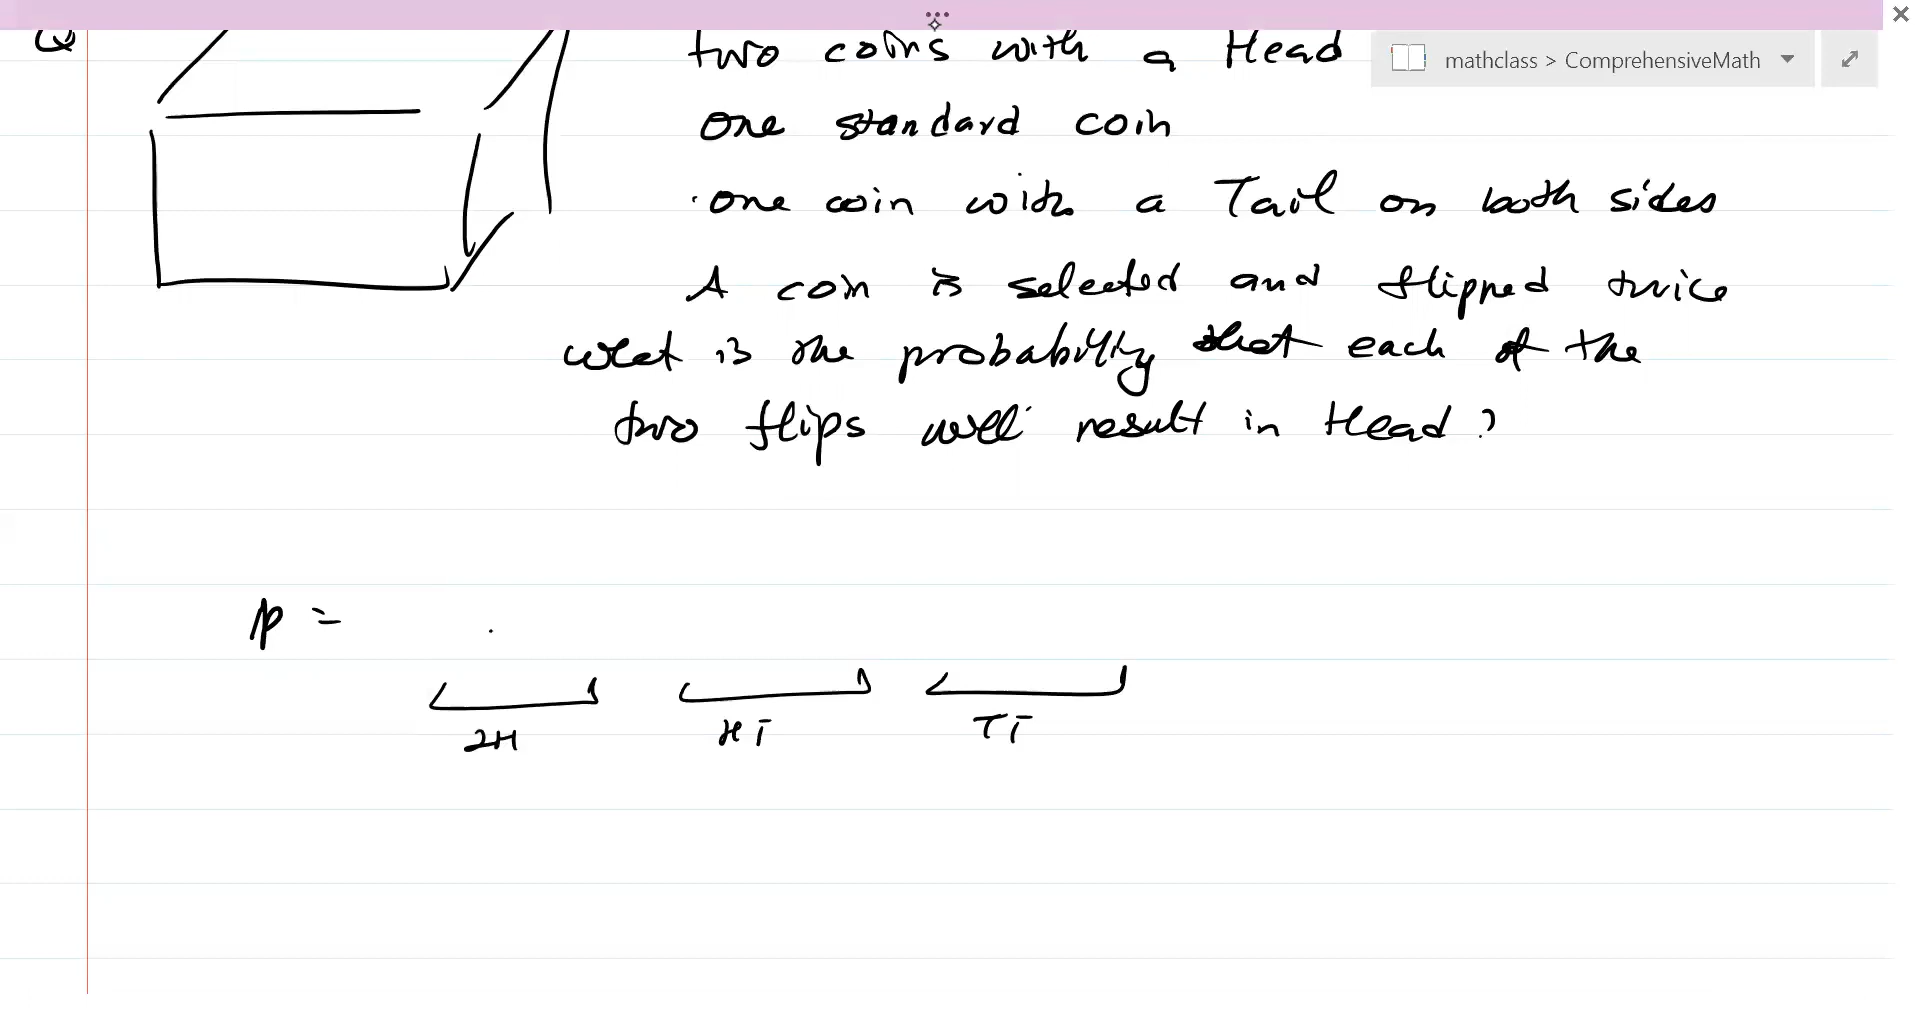 Q
two coins with a Head
mathclass > ComprehensiveMath
one standard coin
· one coin with a Tail on both sides
A coin is selected and flipped twice
what is the probability that each of the
two flips will result in Head?
p =
2H HT TT